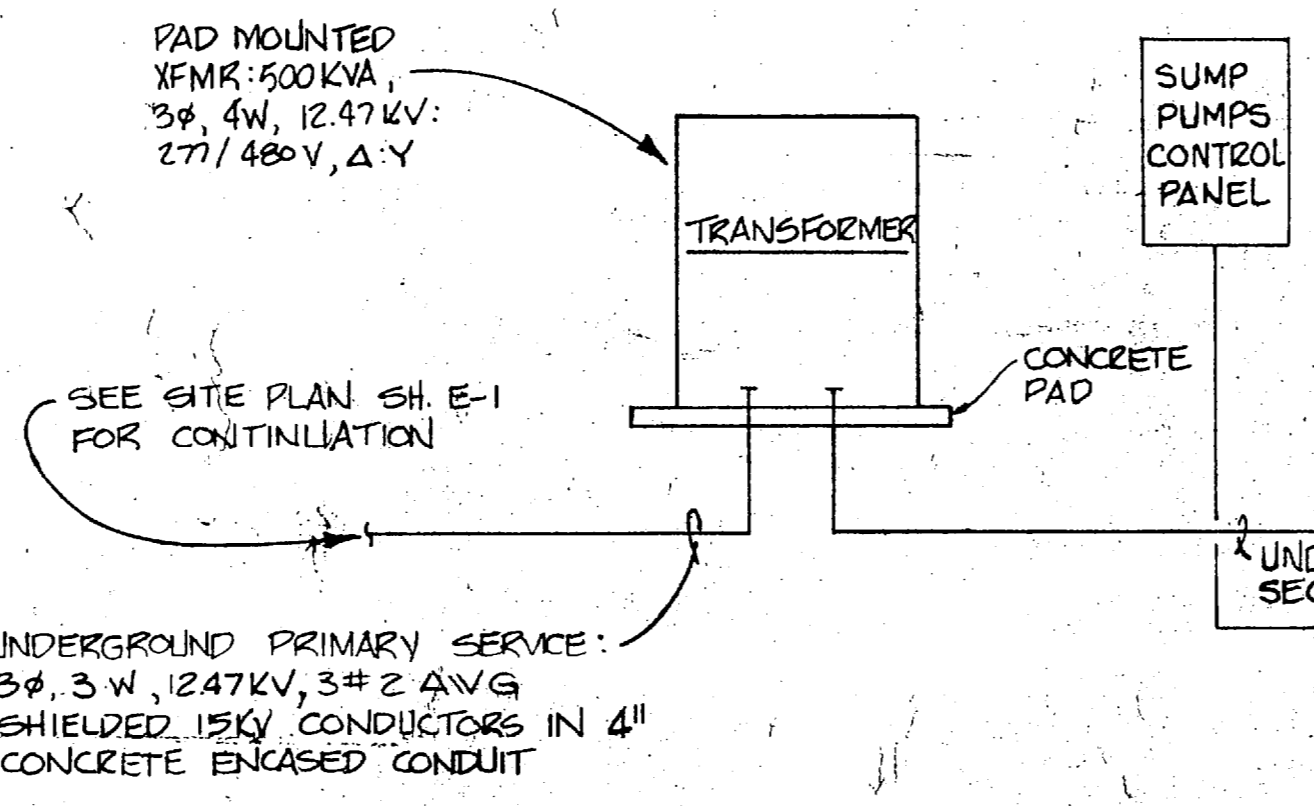 PAD MOUNTED
XFMR: 500 KVA,
3ø, 4W, 12.47 KV:
277/480 V, Δ:Y
TRANSFORMER
SUMP
PUMPS
CONTROL
PANEL
CONCRETE
PAD
SEE SITE PLAN SH. E-1
FOR CONTINUATION
UND
SEC
UNDERGROUND PRIMARY SERVICE:
3ø, 3 W, 12.47 KV, 3 # 2 AWG
SHIELDED 15KV CONDUCTORS IN 4"
CONCRETE ENCASED CONDUIT